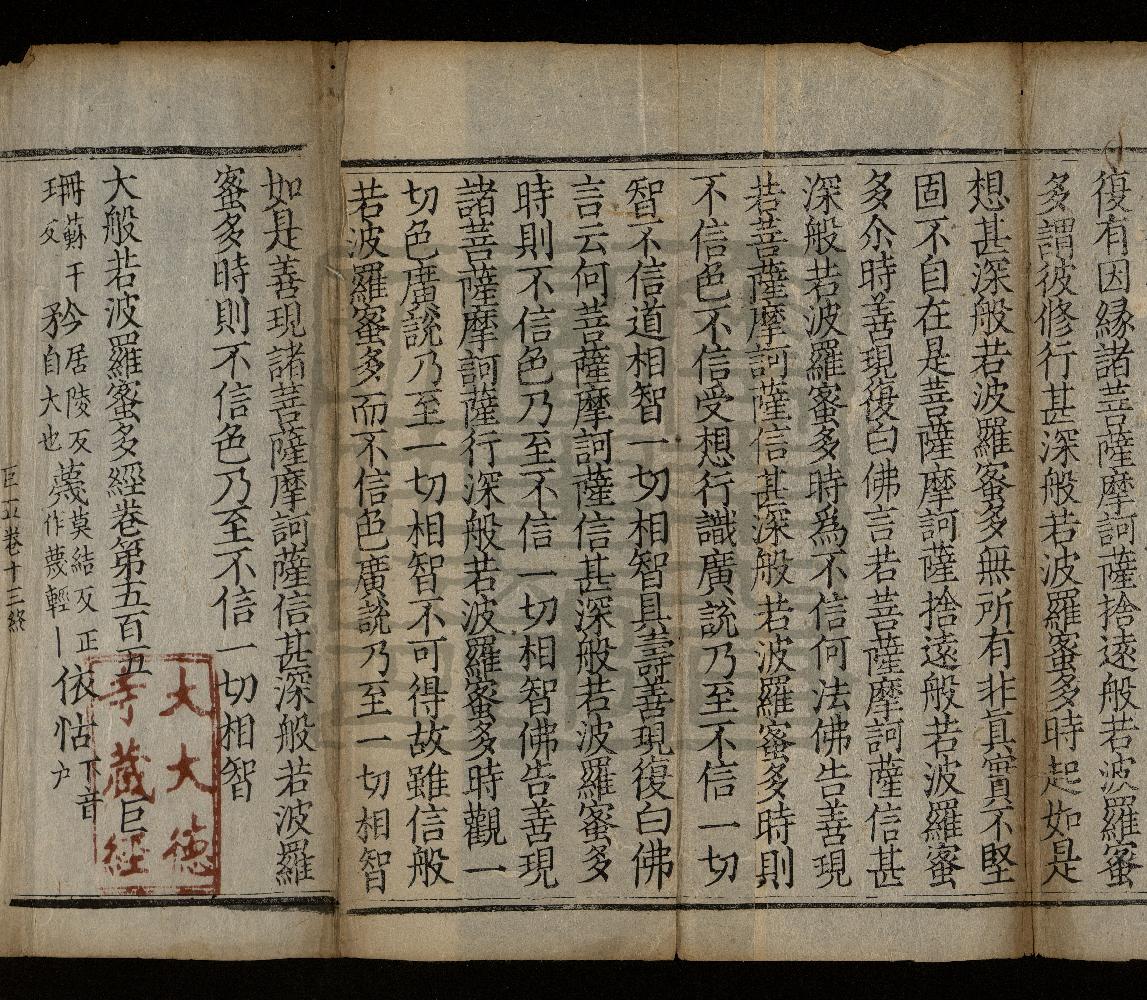 復有因緣諸菩薩摩訶薩捨遠般若波羅蜜
多謂彼修行甚深般若波羅蜜多時起如是
想甚深般若波羅蜜多無所有非真實不堅
固不自在是菩薩摩訶薩捨遠般若波羅蜜
多尒時善現復白佛言若菩薩摩訶薩信甚
深般若波羅蜜多時為不信何法佛告善現
若菩薩摩訶薩信甚深般若波羅蜜多時則
不信色不信受想行識廣說乃至不信一切
智不信道相智一切相智具壽善現復白佛
言云何菩薩摩訶薩信甚深般若波羅蜜多
時則不信色乃至不信一切相智佛告善現
諸菩薩摩訶薩行深般若波羅蜜多時觀一
切色廣說乃至一切相智不可得故雖信般
若波羅蜜多而不信色廣說乃至一切相智
如是善現諸菩薩摩訶薩信甚深般若波羅
蜜多時則不信色乃至不信一切相智
大般若波羅蜜多經卷第五百五 巨
珊蘇干反 矜居陵反自大也 蔑莫結反正作蔑輕丨 依怙下音户
卷十三終
大大德
寺藏經